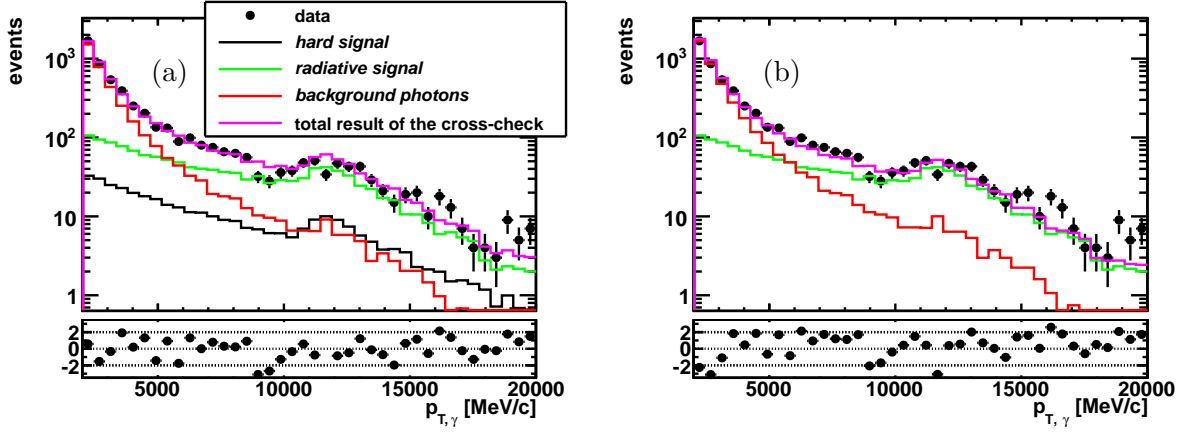 events
10³
10²
10
1
(a)
data
hard signal
radiative signal
background photons
total result of the cross-check
2
0
-2
5000
10000
15000
20000
p_{T, γ} [MeV/c]
events
10³
10²
10
1
(b)
2
0
-2
5000
10000
15000
20000
p_{T, γ} [MeV/c]